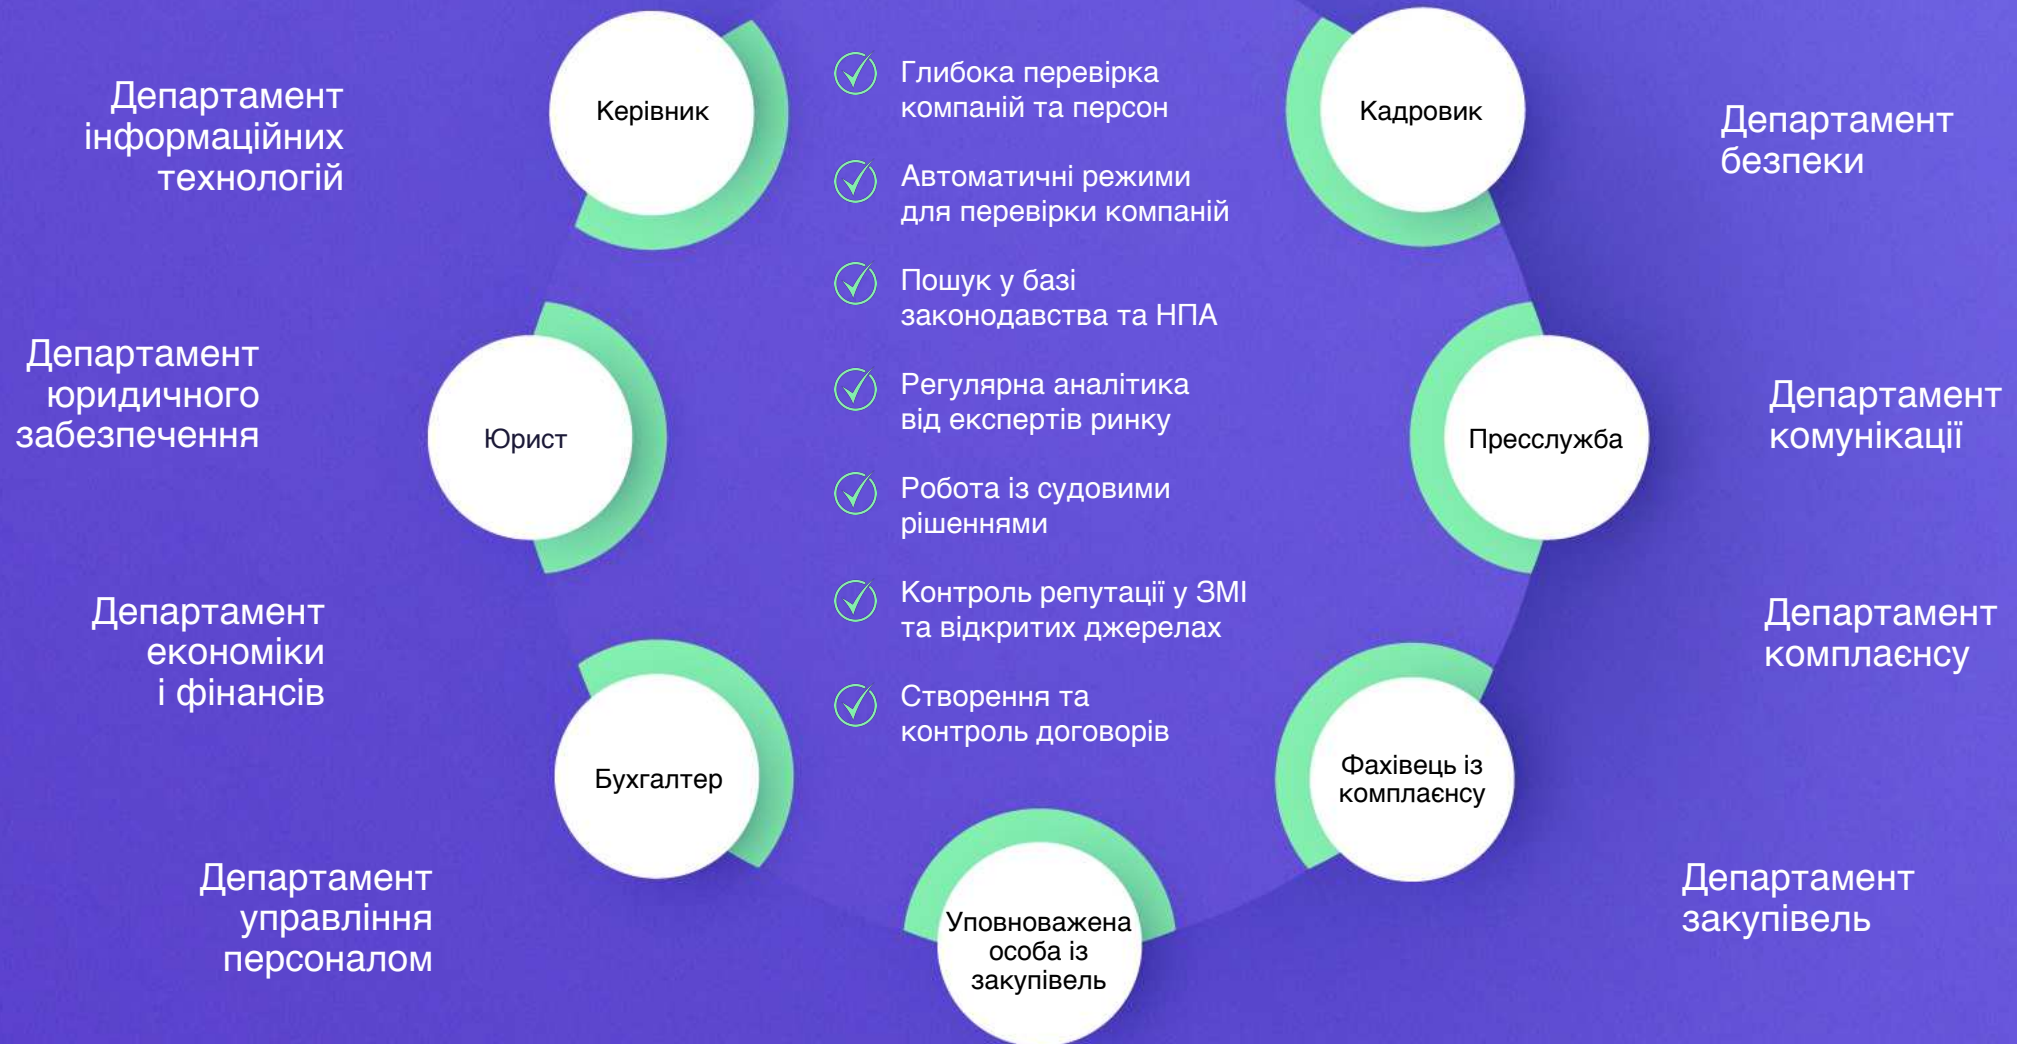 Департамент
інформаційних
технологій
Департамент
юридичного
забезпечення
Департамент
економіки
і фінансів
Департамент
управління
персоналом
Керівник
Юрист
Бухгалтер
Глибока перевірка
компаній та персон
Автоматичні режими
для перевірки компаній
Пошук у базі
законодавства та НПА
Регулярна аналітика
від експертів ринку
Робота із судовими
рішеннями
Контроль репутації у ЗМІ
та відкритих джерелах
Створення та
контроль договорів
Уповноважена
особа із
закупівель
Кадровик
Пресслужба
Фахівець із
комплаєнсу
Департамент
безпеки
Департамент
комунікації
Департамент
комплаєнсу
Департамент
закупівель